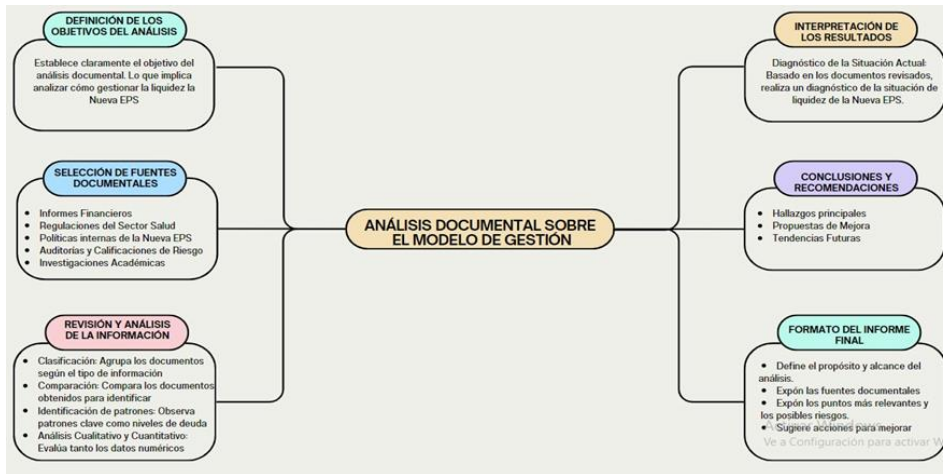 DEFINICIÓN DE LOS
OBJETIVOS DEL ANÁLISIS
Establece claramente el objetivo del
análisis documental. Lo que implica
analizar cómo gestionar la liquidez la
Nueva EPS
SELECCIÓN DE FUENTES
DOCUMENTALES
• Informes Financieros
• Regulaciones del Sector Salud
• Políticas internas de la Nueva EPS
• Auditorías y Calificaciones de Riesgo
• Investigaciones Académicas
REVISIÓN Y ANÁLISIS
DE LA INFORMACIÓN
• Clasificación: Agrupa los documentos
según el tipo de información
• Comparación: Compara los documentos
obtenidos para identificar
• Identificación de patrones: Observa
patrones clave como niveles de deuda
• Análisis Cualitativo y Cuantitativo:
Evalúa tanto los datos numéricos
ANÁLISIS DOCUMENTAL SOBRE
EL MODELO DE GESTIÓN
INTERPRETACIÓN DE
LOS RESULTADOS
Diagnóstico de la Situación Actual:
Basado en los documentos revisados,
realiza un diagnóstico de la situación de
liquidez de la Nueva EPS.
CONCLUSIONES Y
RECOMENDACIONES
• Hallazgos principales
• Propuestas de Mejora
• Tendencias Futuras
FORMATO DEL INFORME
FINAL
• Define el propósito y alcance del
análisis.
• Expón las fuentes documentales
• Expón los puntos más relevantes y
los posibles riesgos.
• Sugiere acciones para mejorar
Activar Windows
Ve a Configuración para activar W